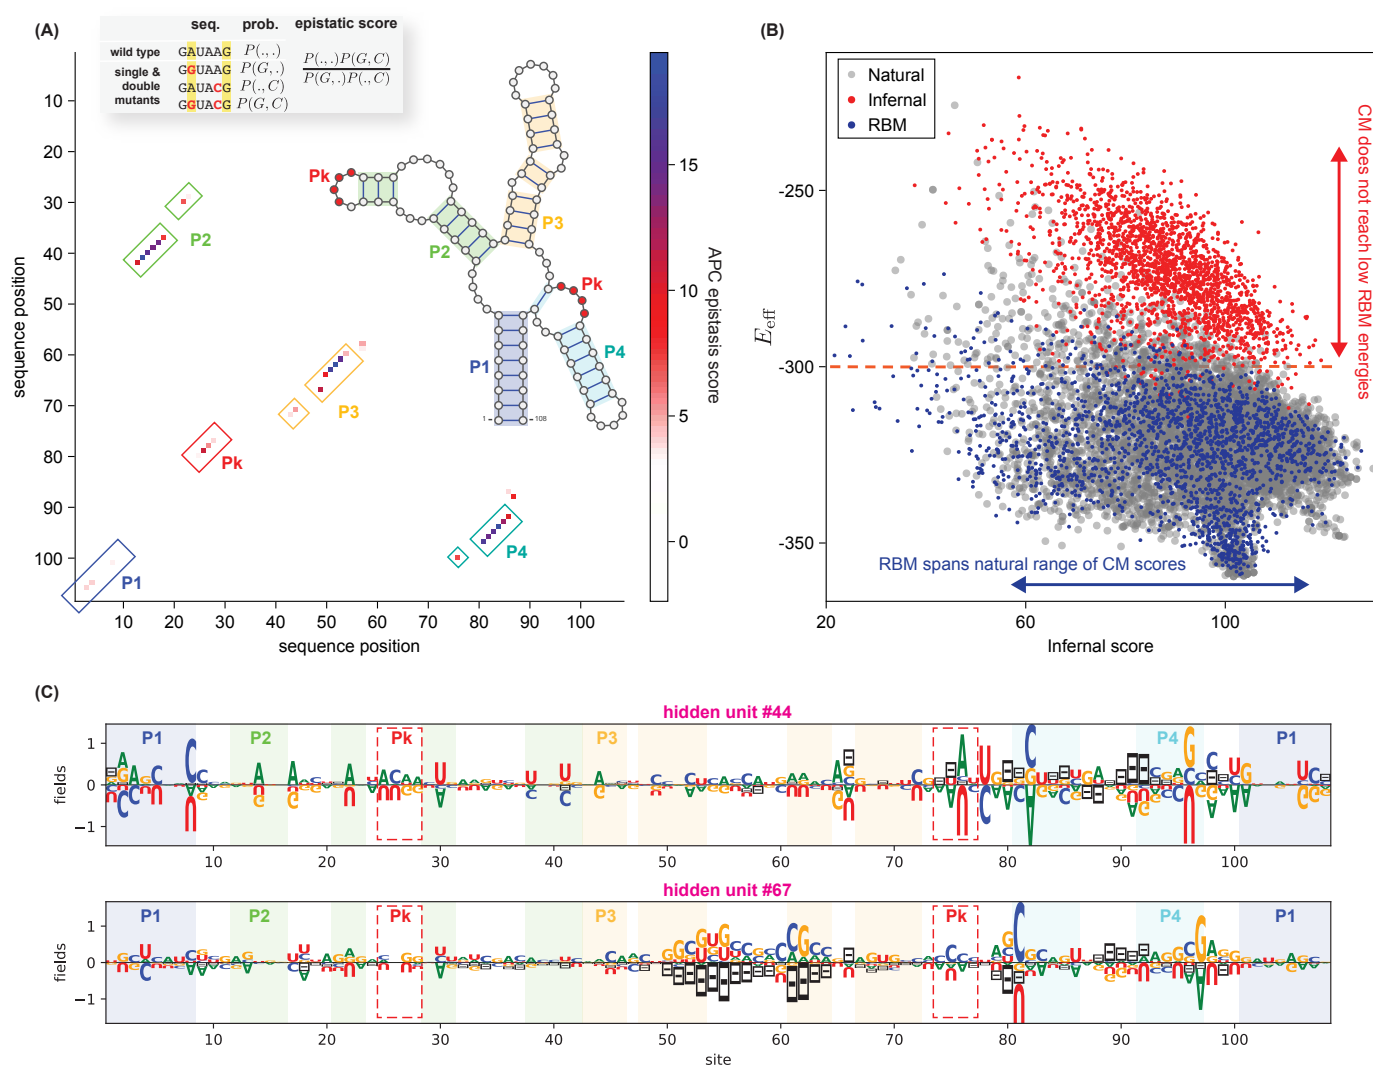 (A)
seq. prob. epistatic score
wild type GAUAAG P(.,.)
single & GGUAAG P(G,.)
double GAUACG P(.,C)
mutants GGUACG P(G,C)
P(.,.)P(G,C)
P(G,.)P(.,C)
10
20
30
40
50
60
70
80
90
100
sequence position
10 20 30 40 50 60 70 80 90 100
sequence position
P2
P3
Pk
P4
P1
Pk
P2
P3
Pk
P4
P1
1
108
15
10
5
0
APC epistasis score
(B)
Natural
Infernal
RBM
-250
-300
-350
E_eff
20 60 100
Infernal score
CM does not reach low RBM energies
RBM spans natural range of CM scores
(C)
hidden unit #44
P1 P2 Pk P3 P4 P1
1
0
−1
fields
10 20 30 40 50 60 70 80 90 100
hidden unit #67
P1 P2 Pk P3 Pk P4 P1
1
0
−1
fields
10 20 30 40 50 60 70 80 90 100
site